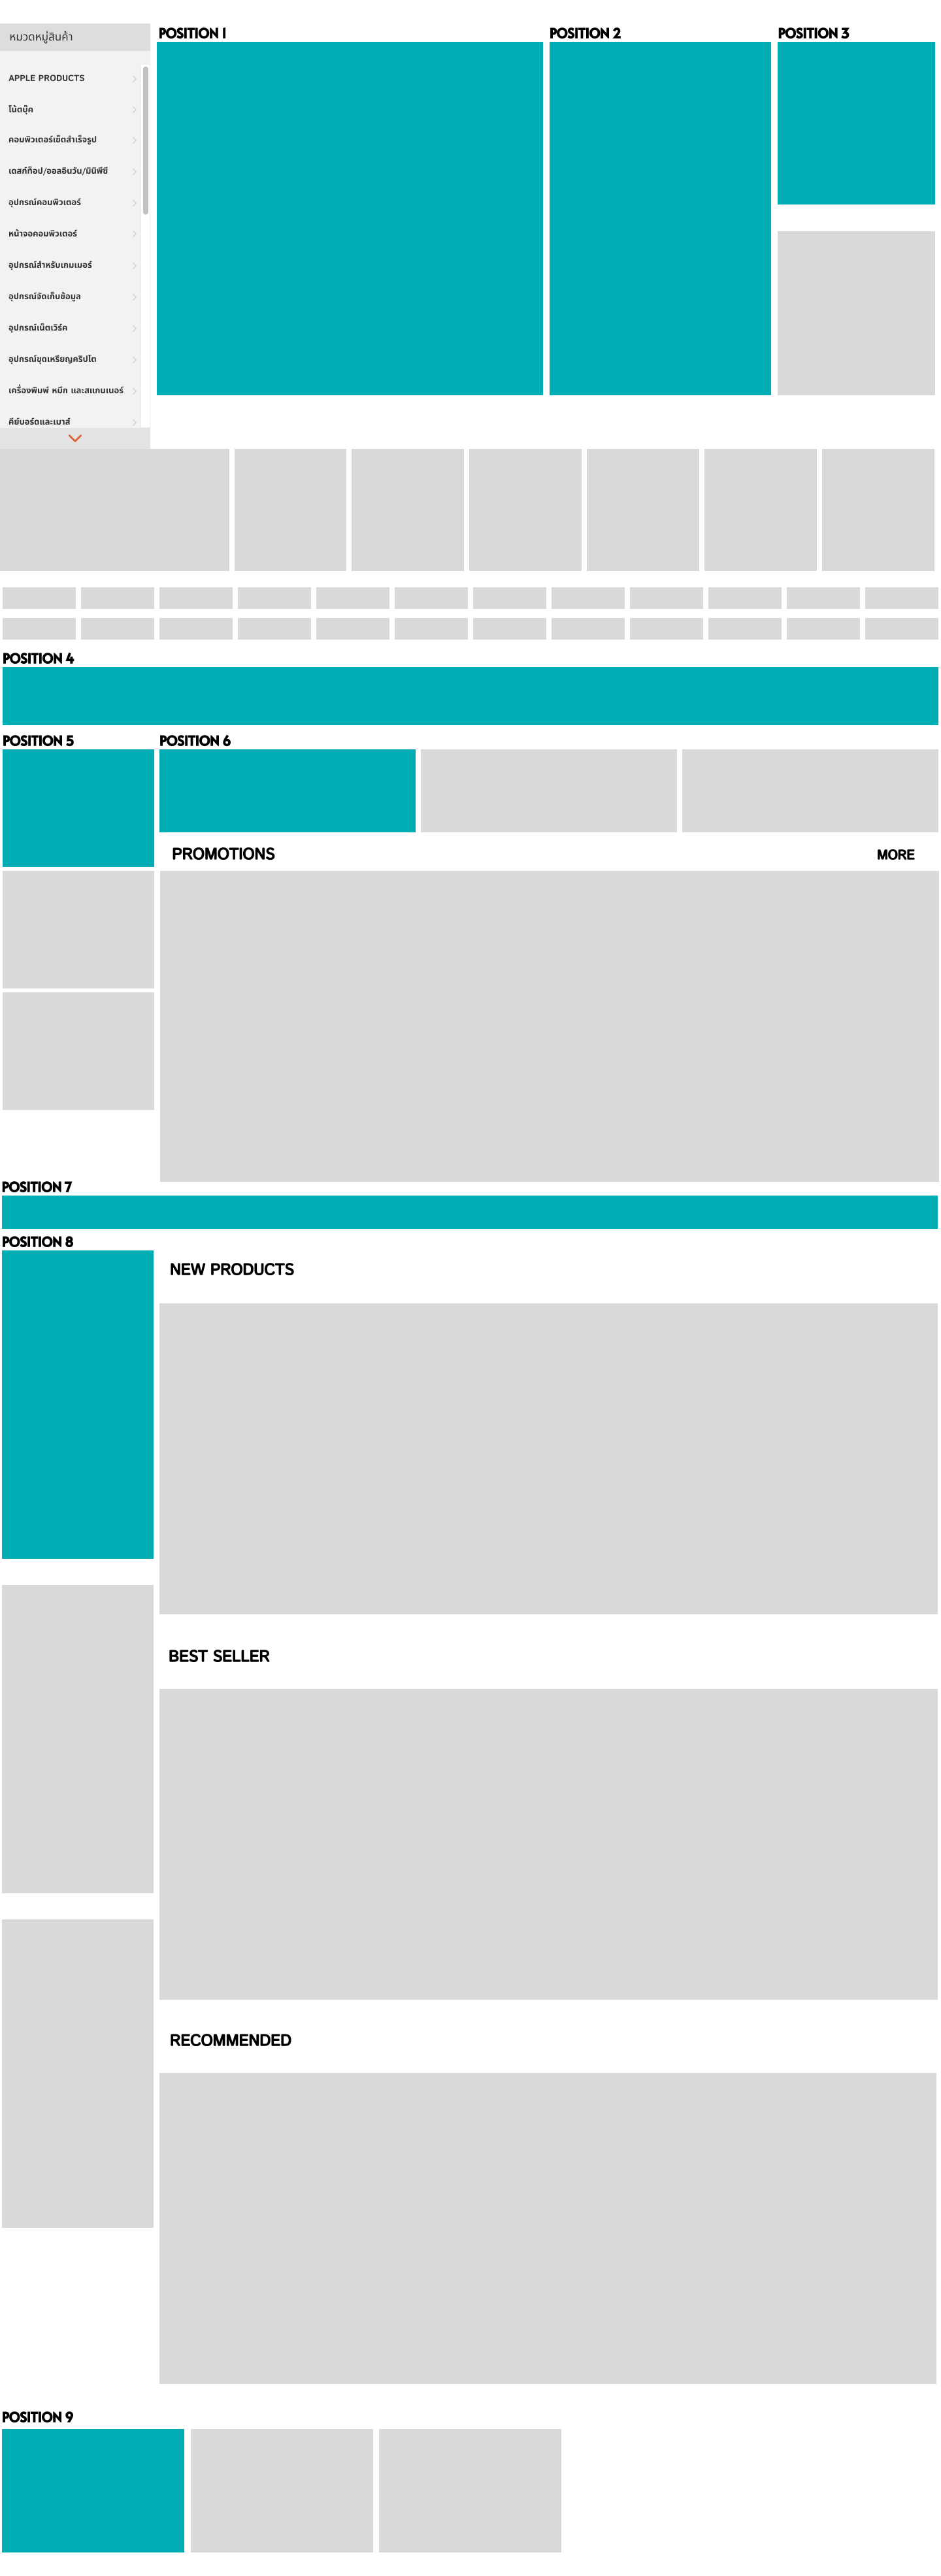 หมวดหมู่สินค้า
APPLE PRODUCTS
โน้ตบุ๊ค
คอมพิวเตอร์เซ็ตสำเร็จรูป
เดสก์ท็อป/ออลอินวัน/มินิพีซี
อุปกรณ์คอมพิวเตอร์
หน้าจอคอมพิวเตอร์
อุปกรณ์สำหรับเกมเมอร์
อุปกรณ์จัดเก็บข้อมูล
อุปกรณ์เน็ตเวิร์ค
อุปกรณ์ขุดเหรียญคริปโต
เครื่องพิมพ์ หมึก และสแกนเนอร์
คีย์บอร์ดและเมาส์
POSITION 1
POSITION 2
POSITION 3
POSITION 4
POSITION 5
POSITION 6
PROMOTIONS
MORE
POSITION 7
POSITION 8
NEW PRODUCTS
BEST SELLER
RECOMMENDED
POSITION 9